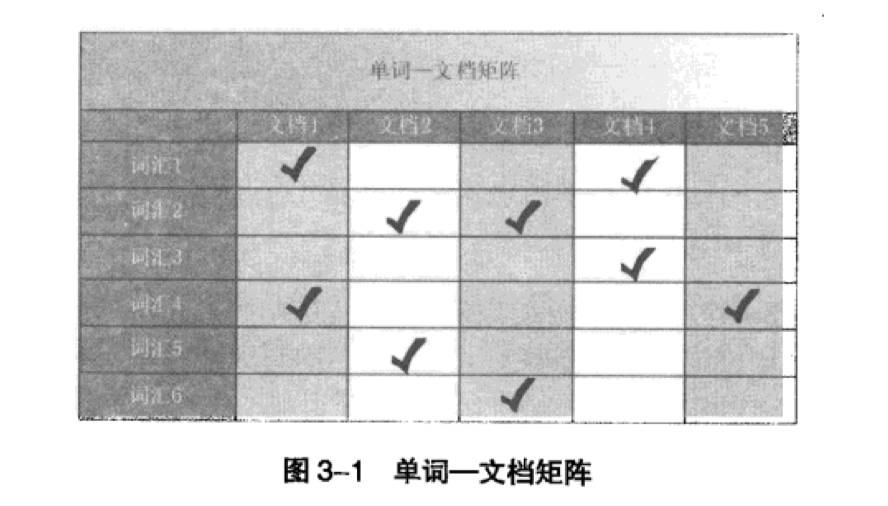 单词—文档矩阵
文档1 文档2 文档3 文档4 文档5
词汇1 ✓ ✓
词汇2 ✓ ✓
词汇3 ✓
词汇4 ✓ ✓
词汇5 ✓
词汇6 ✓
图 3-1 单词—文档矩阵